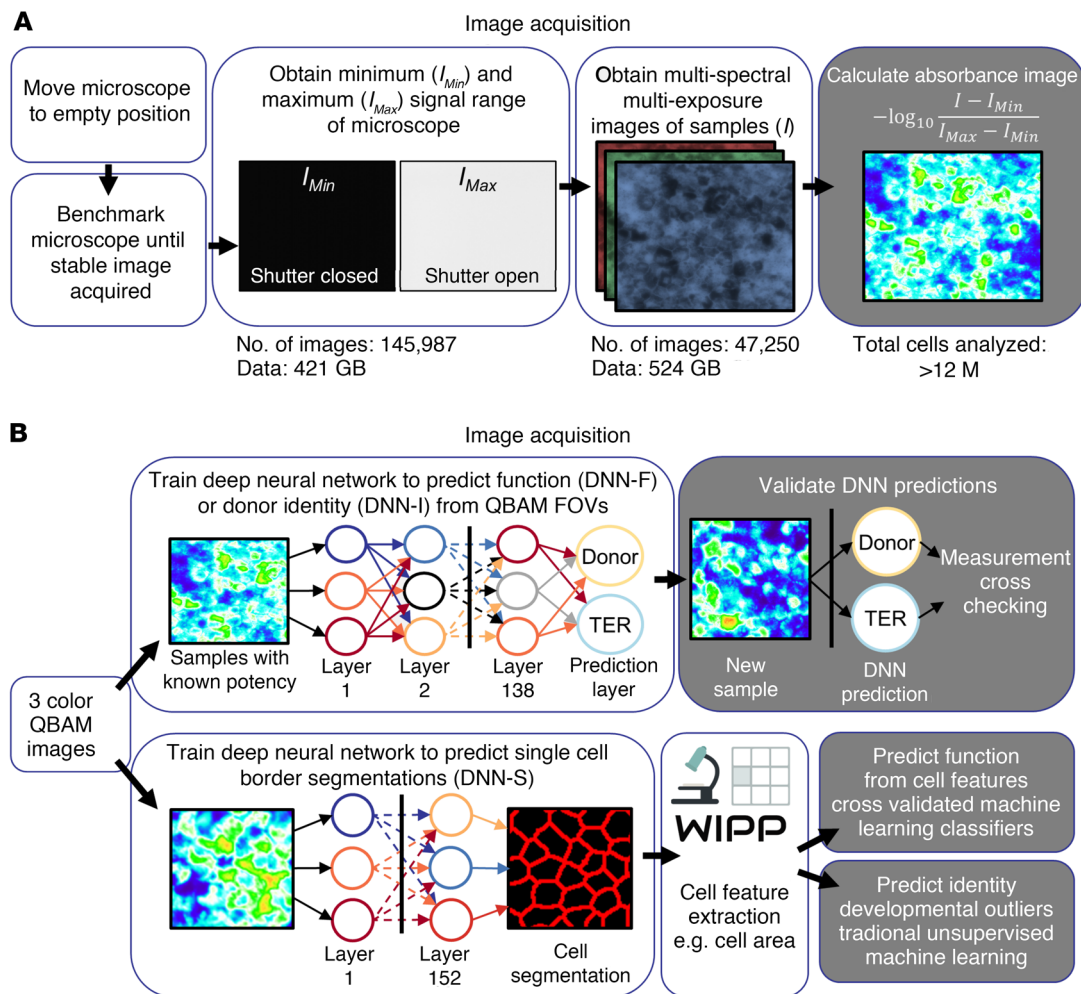 A
Image acquisition
Move microscope
to empty position
Benchmark
microscope until
stable image
acquired
Obtain minimum (I_Min) and
maximum (I_Max) signal range
of microscope
I_Min
Shutter closed
I_Max
Shutter open
No. of images: 145,987
Data: 421 GB
Obtain multi-spectral
multi-exposure
images of samples (I)
No. of images: 47,250
Data: 524 GB
Calculate absorbance image
−log₁₀ (I − I_Min)/(I_Max − I_Min)
Total cells analyzed:
>12 M
B
Image acquisition
3 color
QBAM
images
Train deep neural network to predict function (DNN-F)
or donor identity (DNN-I) from QBAM FOVs
Samples with
known potency
Layer
1
Layer
2
Layer
138
Donor
TER
Prediction
layer
Validate DNN predictions
New
sample
Donor
TER
DNN
prediction
Measurement
cross
checking
Train deep neural network to predict single cell
border segmentations (DNN-S)
Layer
1
Layer
152
Cell
segmentation
WIPP
Cell feature
extraction
e.g. cell area
Predict function
from cell features
cross validated machine
learning classifiers
Predict identity
developmental outliers
tradional unsupervised
machine learning